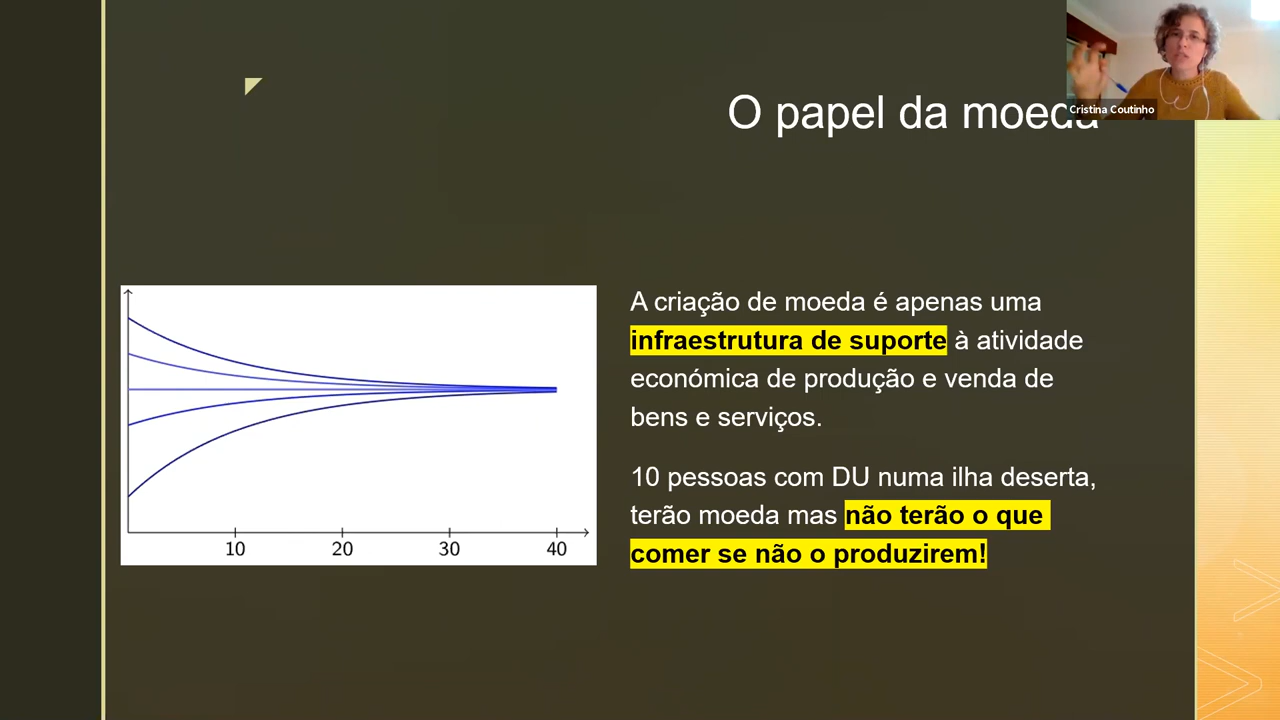 O papel da moeda
Cristina Coutinho
A criação de moeda é apenas uma
infraestrutura de suporte à atividade
económica de produção e venda de
bens e serviços.
10 pessoas com DU numa ilha deserta,
terão moeda mas não terão o que
comer se não o produzirem!
10 20 30 40